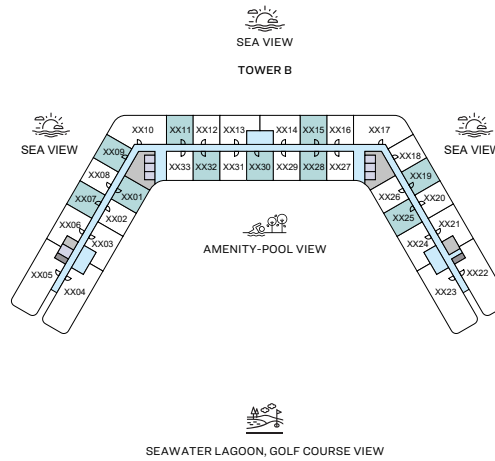 SEA VIEW
TOWER B
SEA VIEW
SEA VIEW
XX10
XX11
XX12
XX13
XX14
XX15
XX16
XX17
XX09
XX33
XX32
XX31
XX30
XX29
XX28
XX27
XX18
XX08
XX19
XX07
XX01
XX26
XX20
XX02
XX25
XX06
XX21
XX03
XX24
XX05
XX22
XX04
XX23
AMENITY-POOL VIEW
SEAWATER LAGOON, GOLF COURSE VIEW